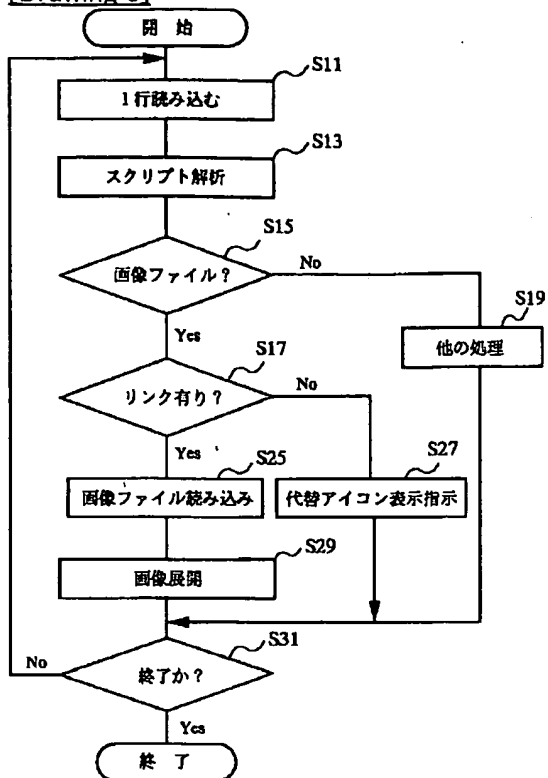 開 始
S11
1行読み込む
S13
スクリプト解析
S15
画像ファイル？
No
S19
他の処理
Yes
S17
リンク有り？
No
Yes
S25
画像ファイル読み込み
S27
代替アイコン表示指示
S29
画像展開
S31
終了か？
No
Yes
終 了